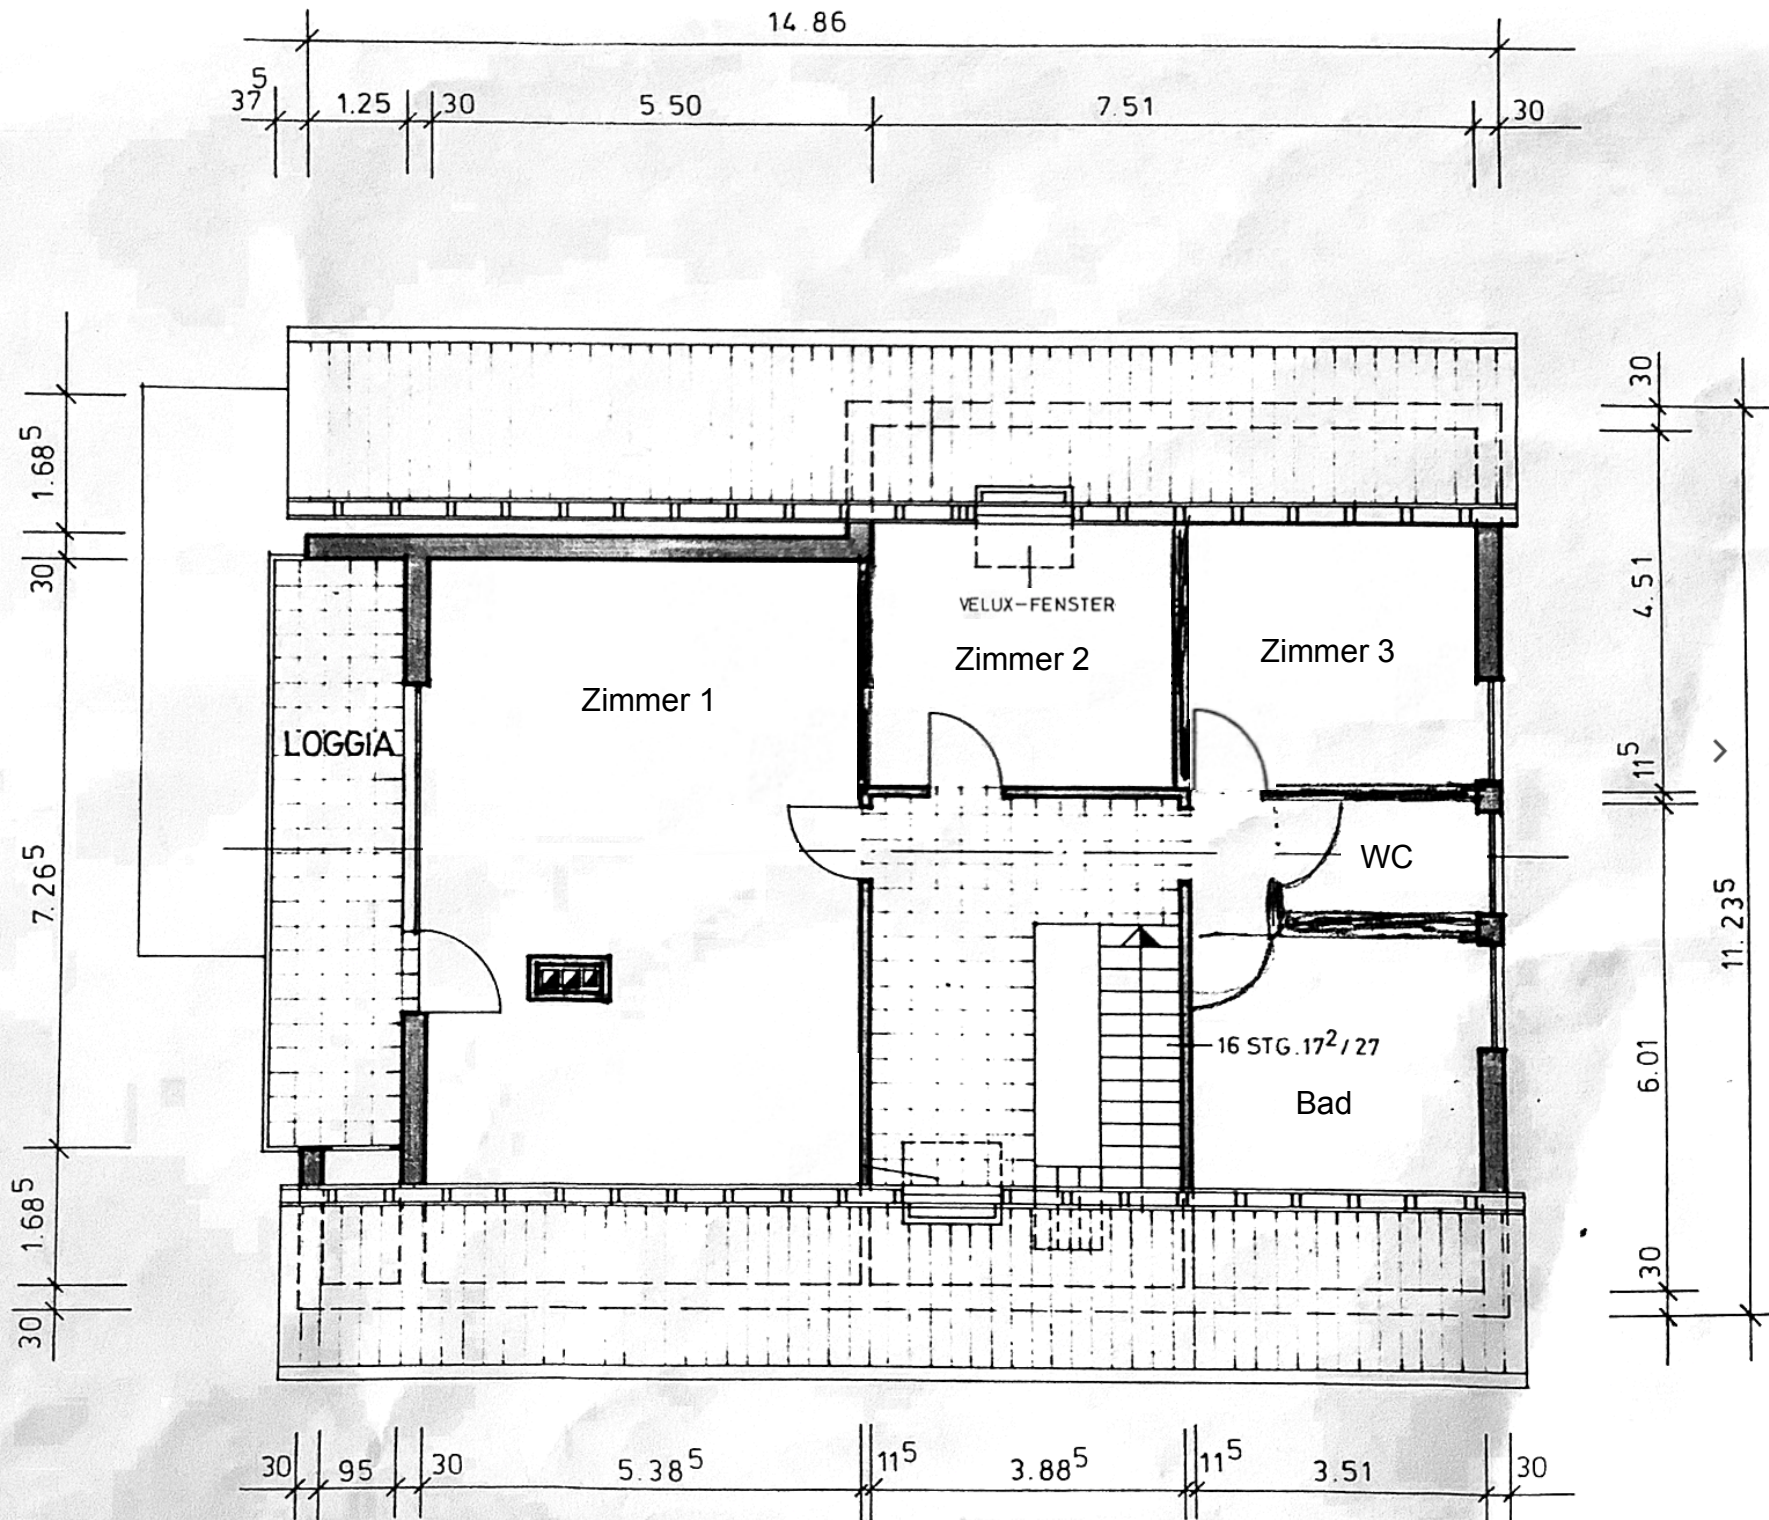 14.86
37⁵ 1.25 30 5.50 7.51 30
1.68⁵
30
7.26⁵
1.68⁵
30
30
4.51
11⁵
6.01
30
11.235
VELUX-FENSTER
Zimmer 1
Zimmer 2
Zimmer 3
LOGGIA
WC
16 STG. 17²/27
Bad
30 95 30 5.38⁵ 11⁵ 3.88⁵ 11⁵ 3.51 30